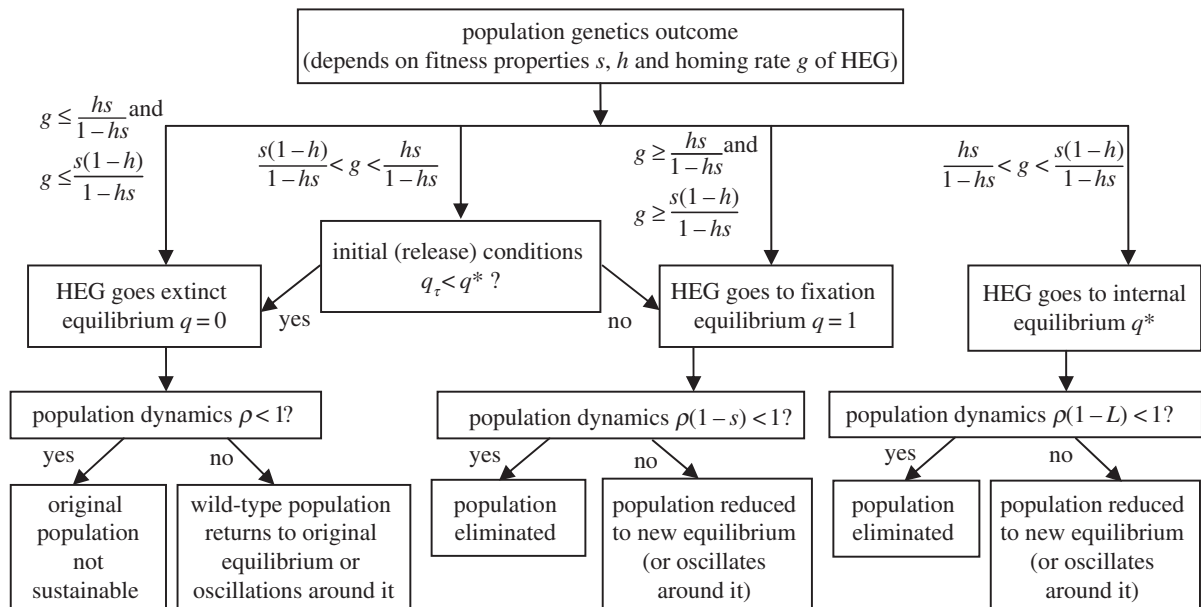 population genetics outcome
(depends on fitness properties s, h and homing rate g of HEG)
g ≤ hs/(1 – hs) and
g ≤ s(1 – h)/(1 – hs)
s(1 – h)/(1 – hs) < g < hs/(1 – hs)
g ≥ hs/(1 – hs) and
g ≥ s(1 – h)/(1 – hs)
hs/(1 – hs) < g < s(1 – h)/(1 – hs)
initial (release) conditions
qτ < q* ?
yes
no
HEG goes extinct
equilibrium q = 0
HEG goes to fixation
equilibrium q = 1
HEG goes to internal
equilibrium q*
population dynamics ρ < 1?
population dynamics ρ(1 – s) < 1?
population dynamics ρ(1 – L) < 1?
yes
no
yes
no
yes
no
original
population
not
sustainable
wild-type population
returns to original
equilibrium or
oscillations around it
population
eliminated
population reduced
to new equilibrium
(or oscillates
around it)
population
eliminated
population reduced
to new equilibrium
(or oscillates
around it)